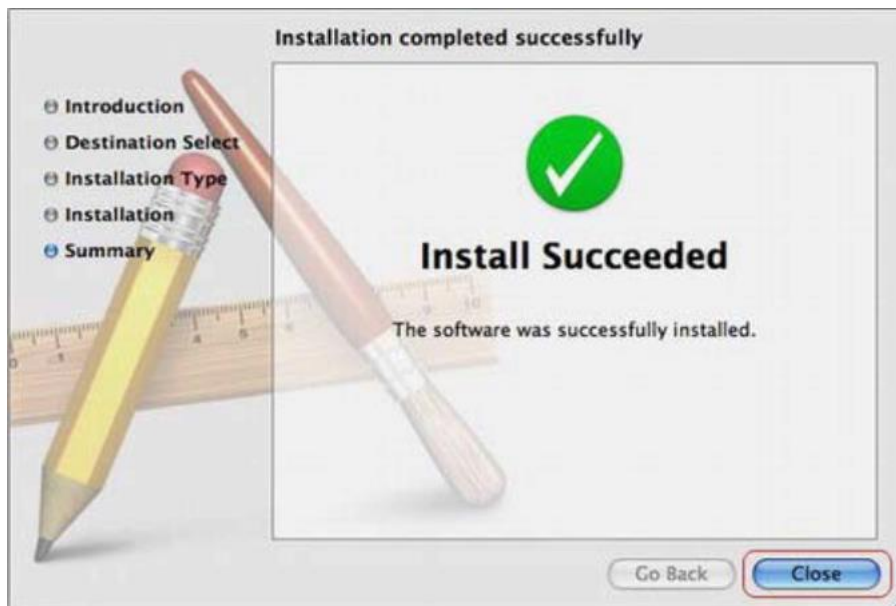 Installation completed successfully
Introduction
Destination Select
Installation Type
Installation
Summary
Install Succeeded
The software was successfully installed.
Go Back
Close